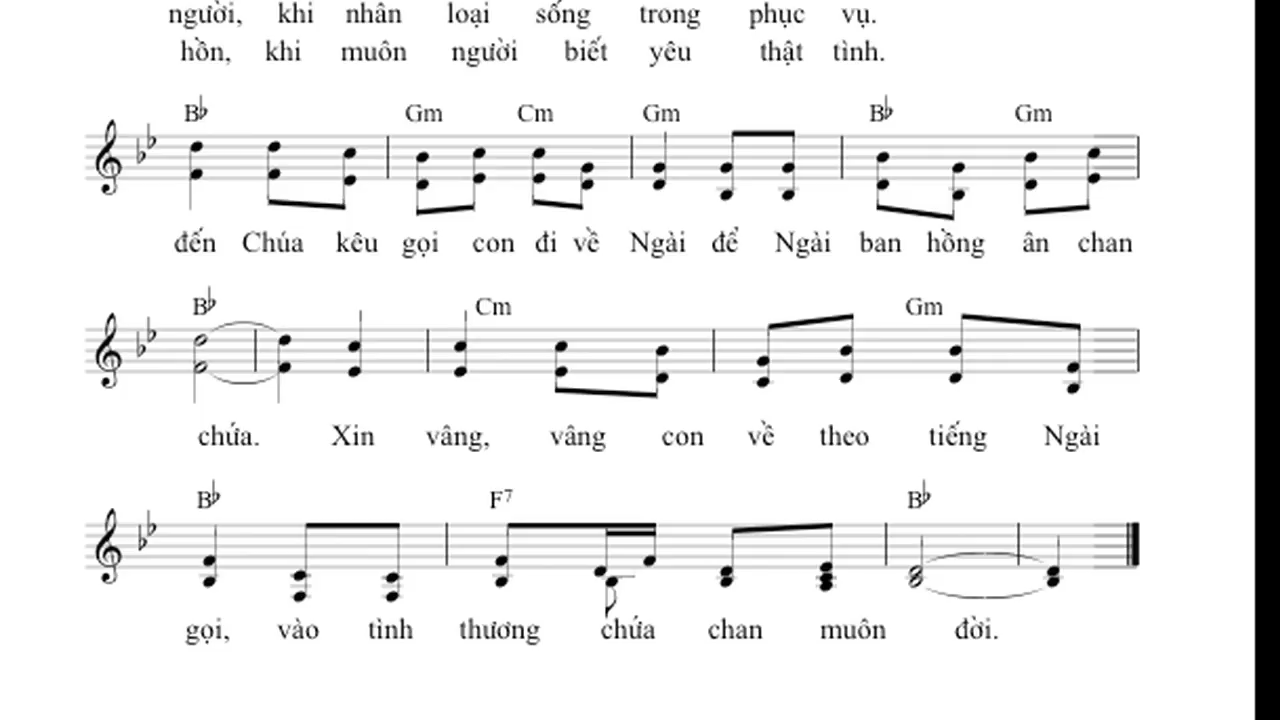 người, khi nhân loại sống trong phục vụ.
hồn, khi muôn người biết yêu thật tình.
B♭ Gm Cm Gm B♭ Gm
đến Chúa kêu gọi con đi về Ngài để Ngài ban hồng ân chan
B♭ Cm Gm
chứa. Xin vâng, vâng con về theo tiếng Ngài
B♭ F7 B♭
gọi, vào tình thương chứa chan muôn đời.